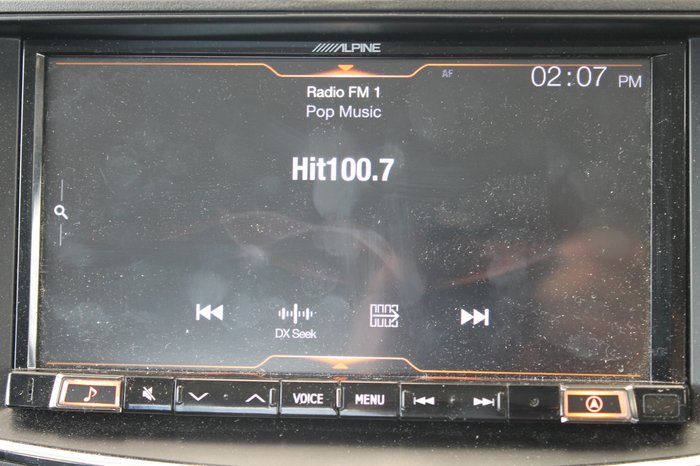 ALPINE
AF
02:07 PM
Radio FM 1
Pop Music
Hit100.7
DX Seek
VOICE
MENU